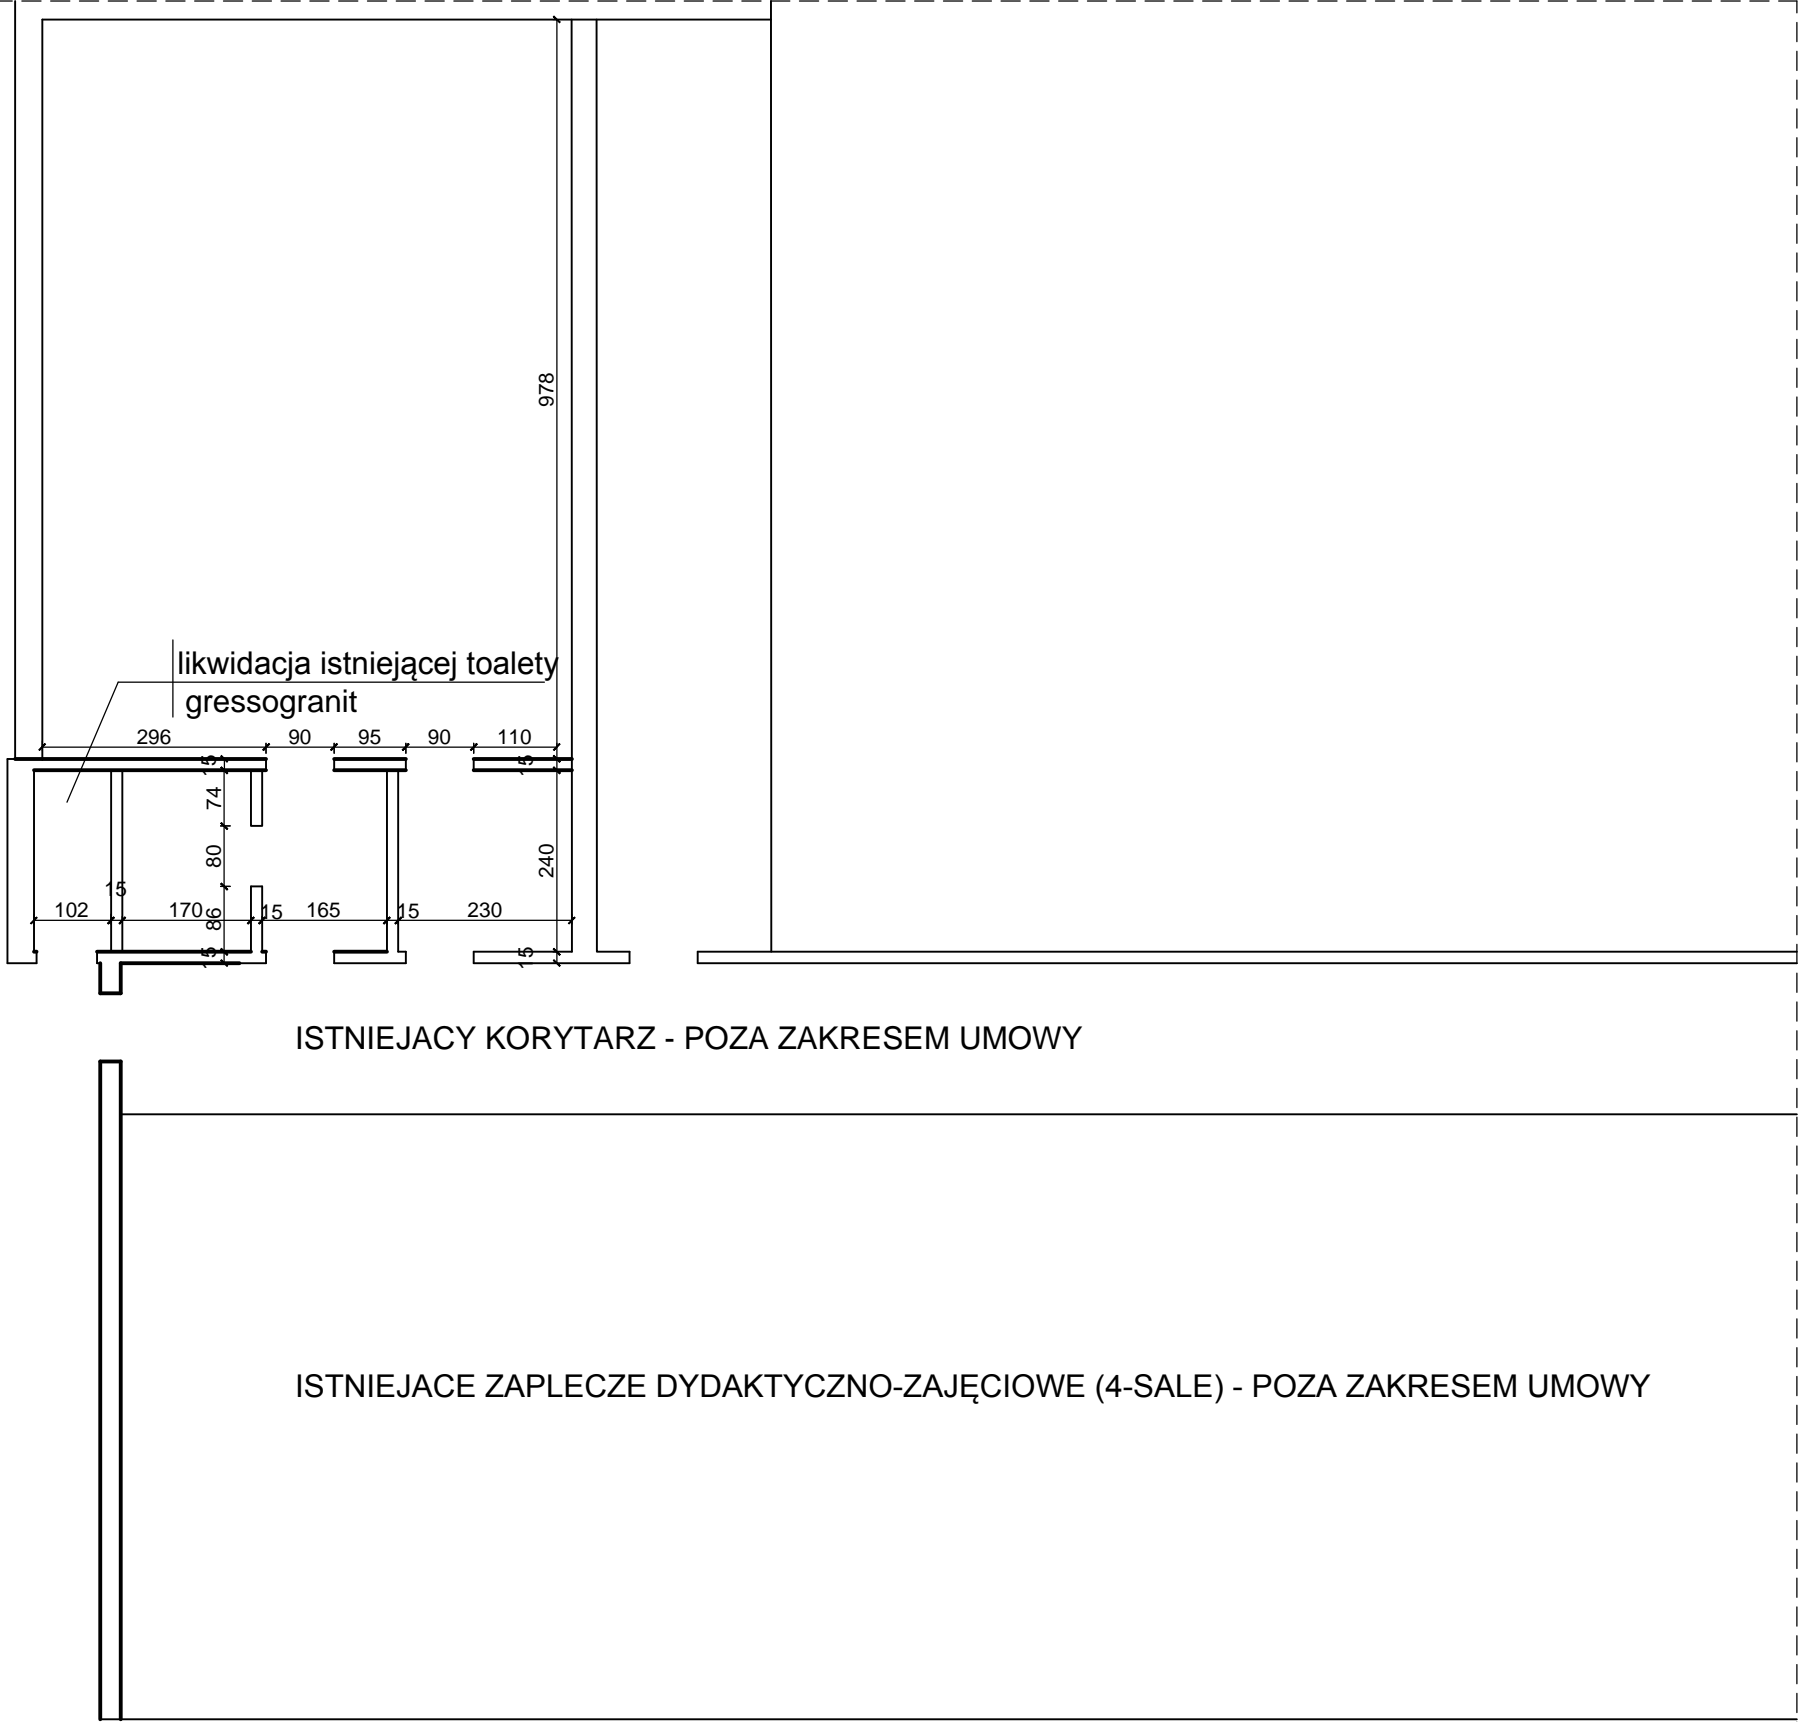 978
likwidacja istniejącej toalety
gressogranit
296 90 95 90 110
15 15
74
80 240
15
102 170 86 15 165 15 230
15 15
ISTNIEJACY KORYTARZ - POZA ZAKRESEM UMOWY
ISTNIEJACE ZAPLECZE DYDAKTYCZNO-ZAJĘCIOWE (4-SALE) - POZA ZAKRESEM UMOWY